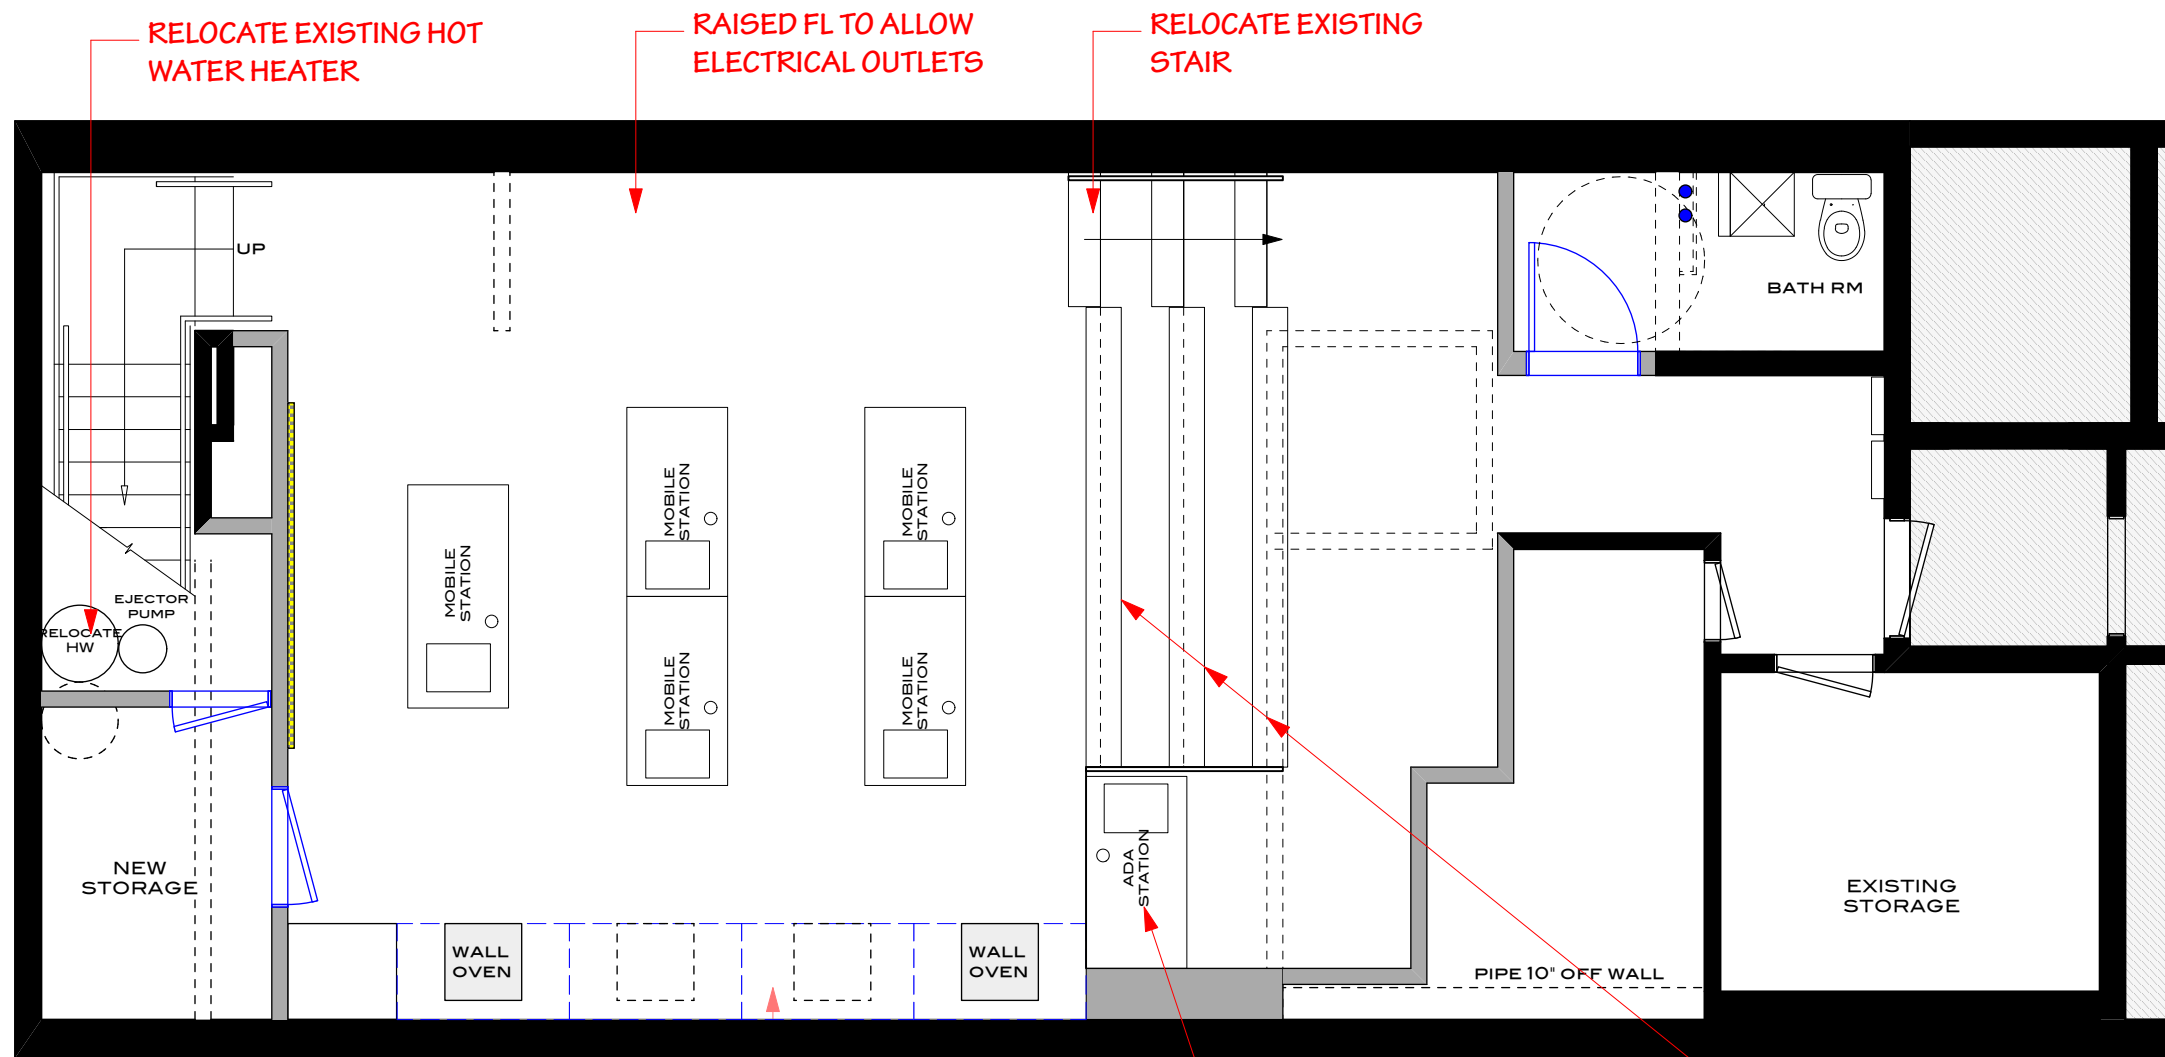 RELOCATE EXISTING HOT
WATER HEATER
RAISED FL TO ALLOW
ELECTRICAL OUTLETS
RELOCATE EXISTING
STAIR
UP
BATH RM
MOBILE
STATION
MOBILE
STATION
MOBILE
STATION
EJECTOR
PUMP
RELOCATE
HW
MOBILE
STATION
MOBILE
STATION
ADA
STATION
NEW
STORAGE
EXISTING
STORAGE
WALL
OVEN
WALL
OVEN
PIPE 10" OFF WALL